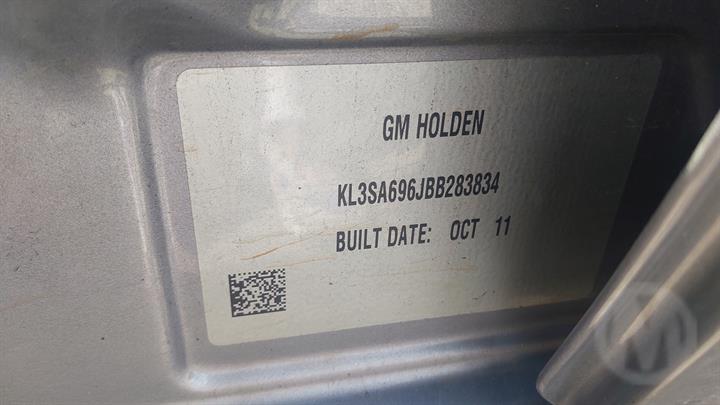 GM HOLDEN
KL3SA696JBB283834
BUILT DATE: OCT 11
M